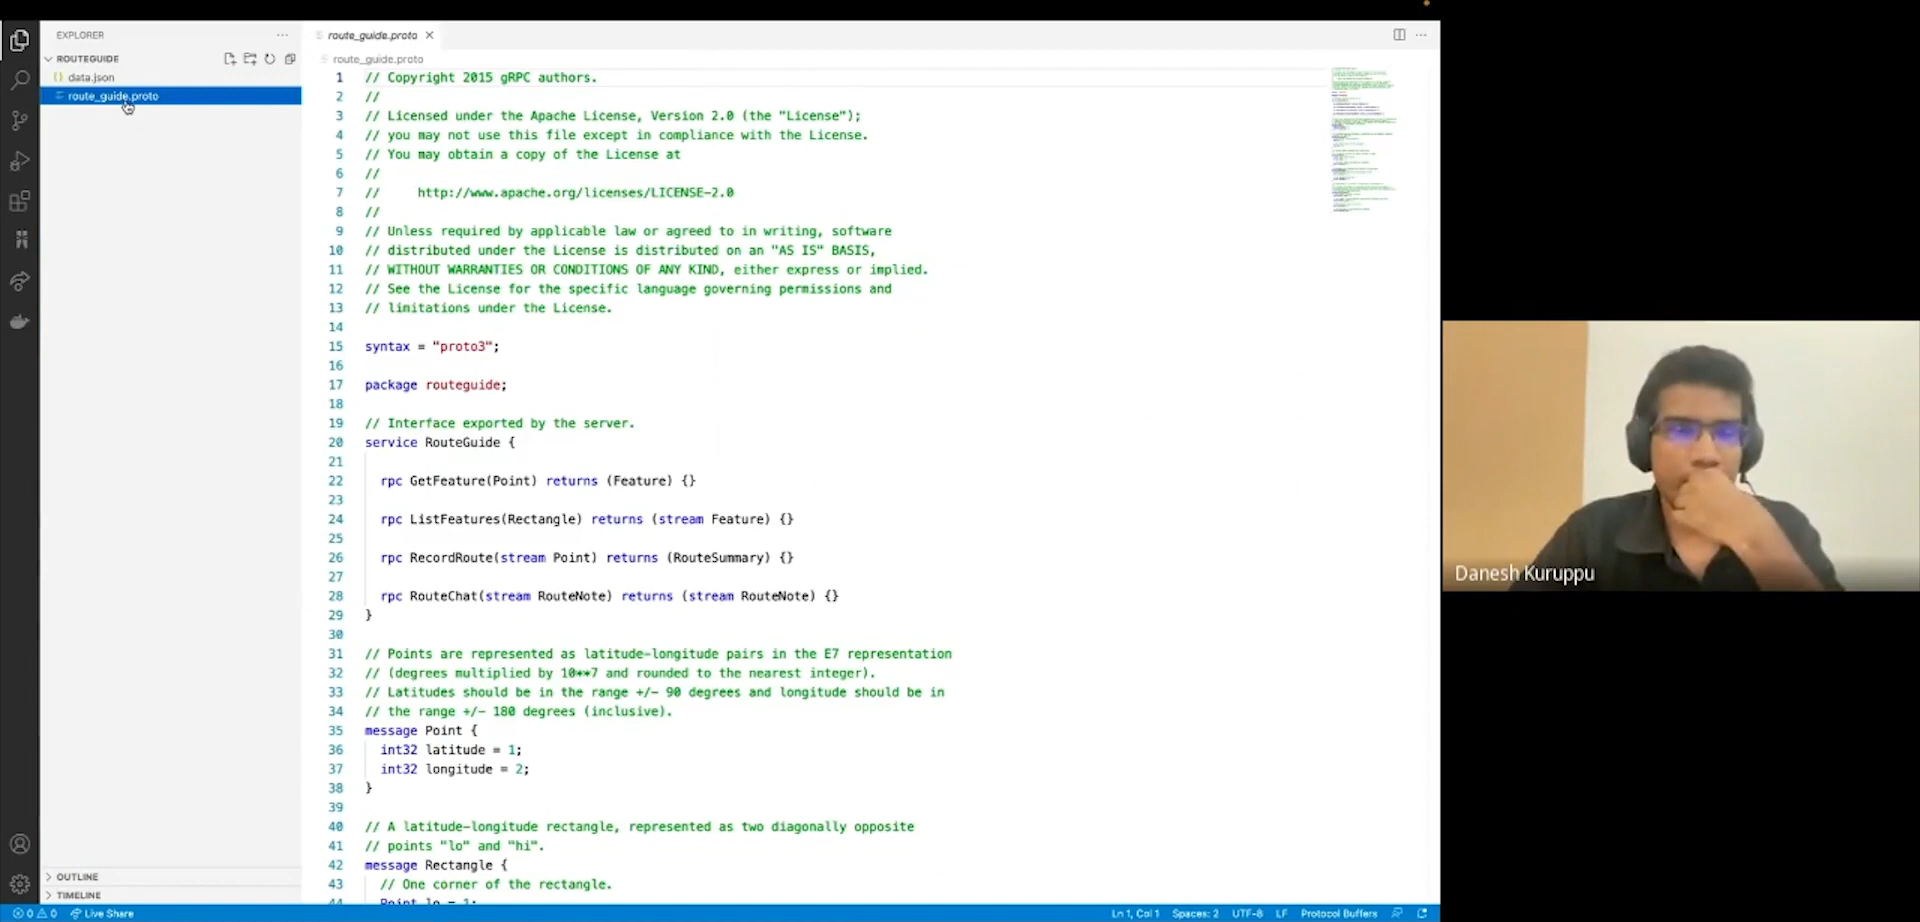 EXPLORER
ROUTEGUIDE
{} data.json
route_guide.proto
OUTLINE
TIMELINE
route_guide.proto
route_guide.proto
1 // Copyright 2015 gRPC authors.
2 //
3 // Licensed under the Apache License, Version 2.0 (the "License");
4 // you may not use this file except in compliance with the License.
5 // You may obtain a copy of the License at
6 //
7 //     http://www.apache.org/licenses/LICENSE-2.0
8 //
9 // Unless required by applicable law or agreed to in writing, software
10 // distributed under the License is distributed on an "AS IS" BASIS,
11 // WITHOUT WARRANTIES OR CONDITIONS OF ANY KIND, either express or implied.
12 // See the License for the specific language governing permissions and
13 // limitations under the License.
14
15 syntax = "proto3";
16
17 package routeguide;
18
19 // Interface exported by the server.
20 service RouteGuide {
21
22   rpc GetFeature(Point) returns (Feature) {}
23
24   rpc ListFeatures(Rectangle) returns (stream Feature) {}
25
26   rpc RecordRoute(stream Point) returns (RouteSummary) {}
27
28   rpc RouteChat(stream RouteNote) returns (stream RouteNote) {}
29 }
30
31 // Points are represented as latitude-longitude pairs in the E7 representation
32 // (degrees multiplied by 10**7 and rounded to the nearest integer).
33 // Latitudes should be in the range +/- 90 degrees and longitude should be in
34 // the range +/- 180 degrees (inclusive).
35 message Point {
36   int32 latitude = 1;
37   int32 longitude = 2;
38 }
39
40 // A latitude-longitude rectangle, represented as two diagonally opposite
41 // points "lo" and "hi".
42 message Rectangle {
43   // One corner of the rectangle.
44   Point lo = 1;
Danesh Kuruppu
0 0 Live Share
Ln 1, Col 1 Spaces: 2 UTF-8 LF Protocol Buffers